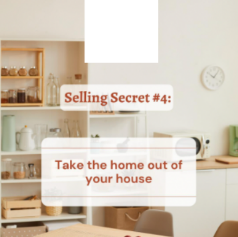 Selling Secret #4:
Take the home out of
your house